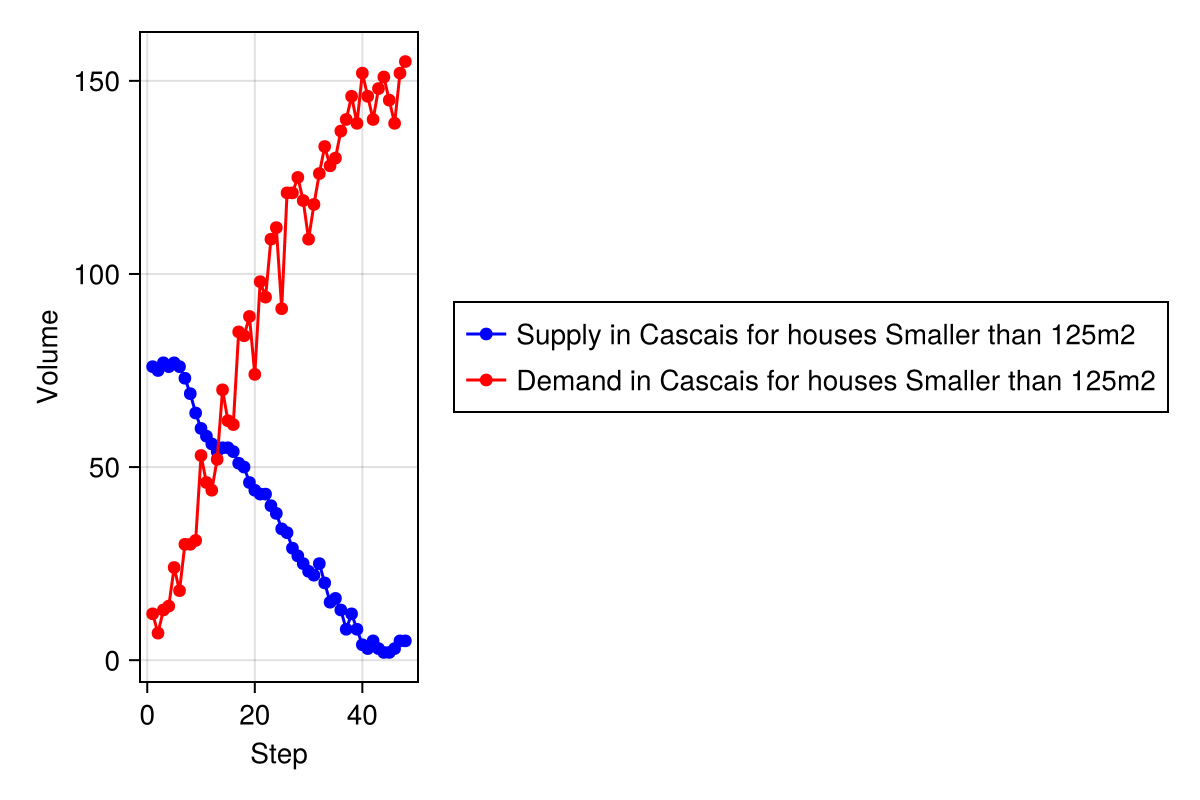 150
100
50
0
Volume
0 20 40
Step
Supply in Cascais for houses Smaller than 125m2
Demand in Cascais for houses Smaller than 125m2